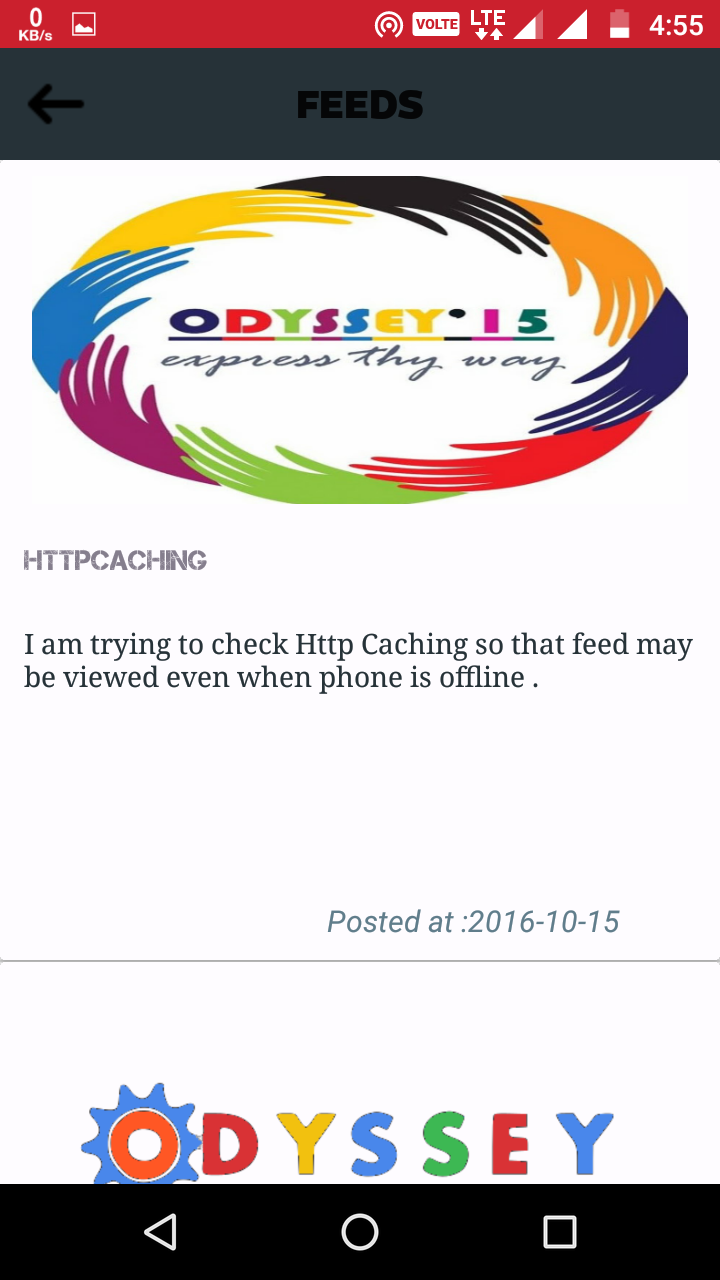 0
KB/s
VOLTE
LTE
4:55
FEEDS
ODYSSEY'15
express thy way
HTTPCACHING
I am trying to check Http Caching so that feed may
be viewed even when phone is offline .
Posted at :2016-10-15
ODYSSEY